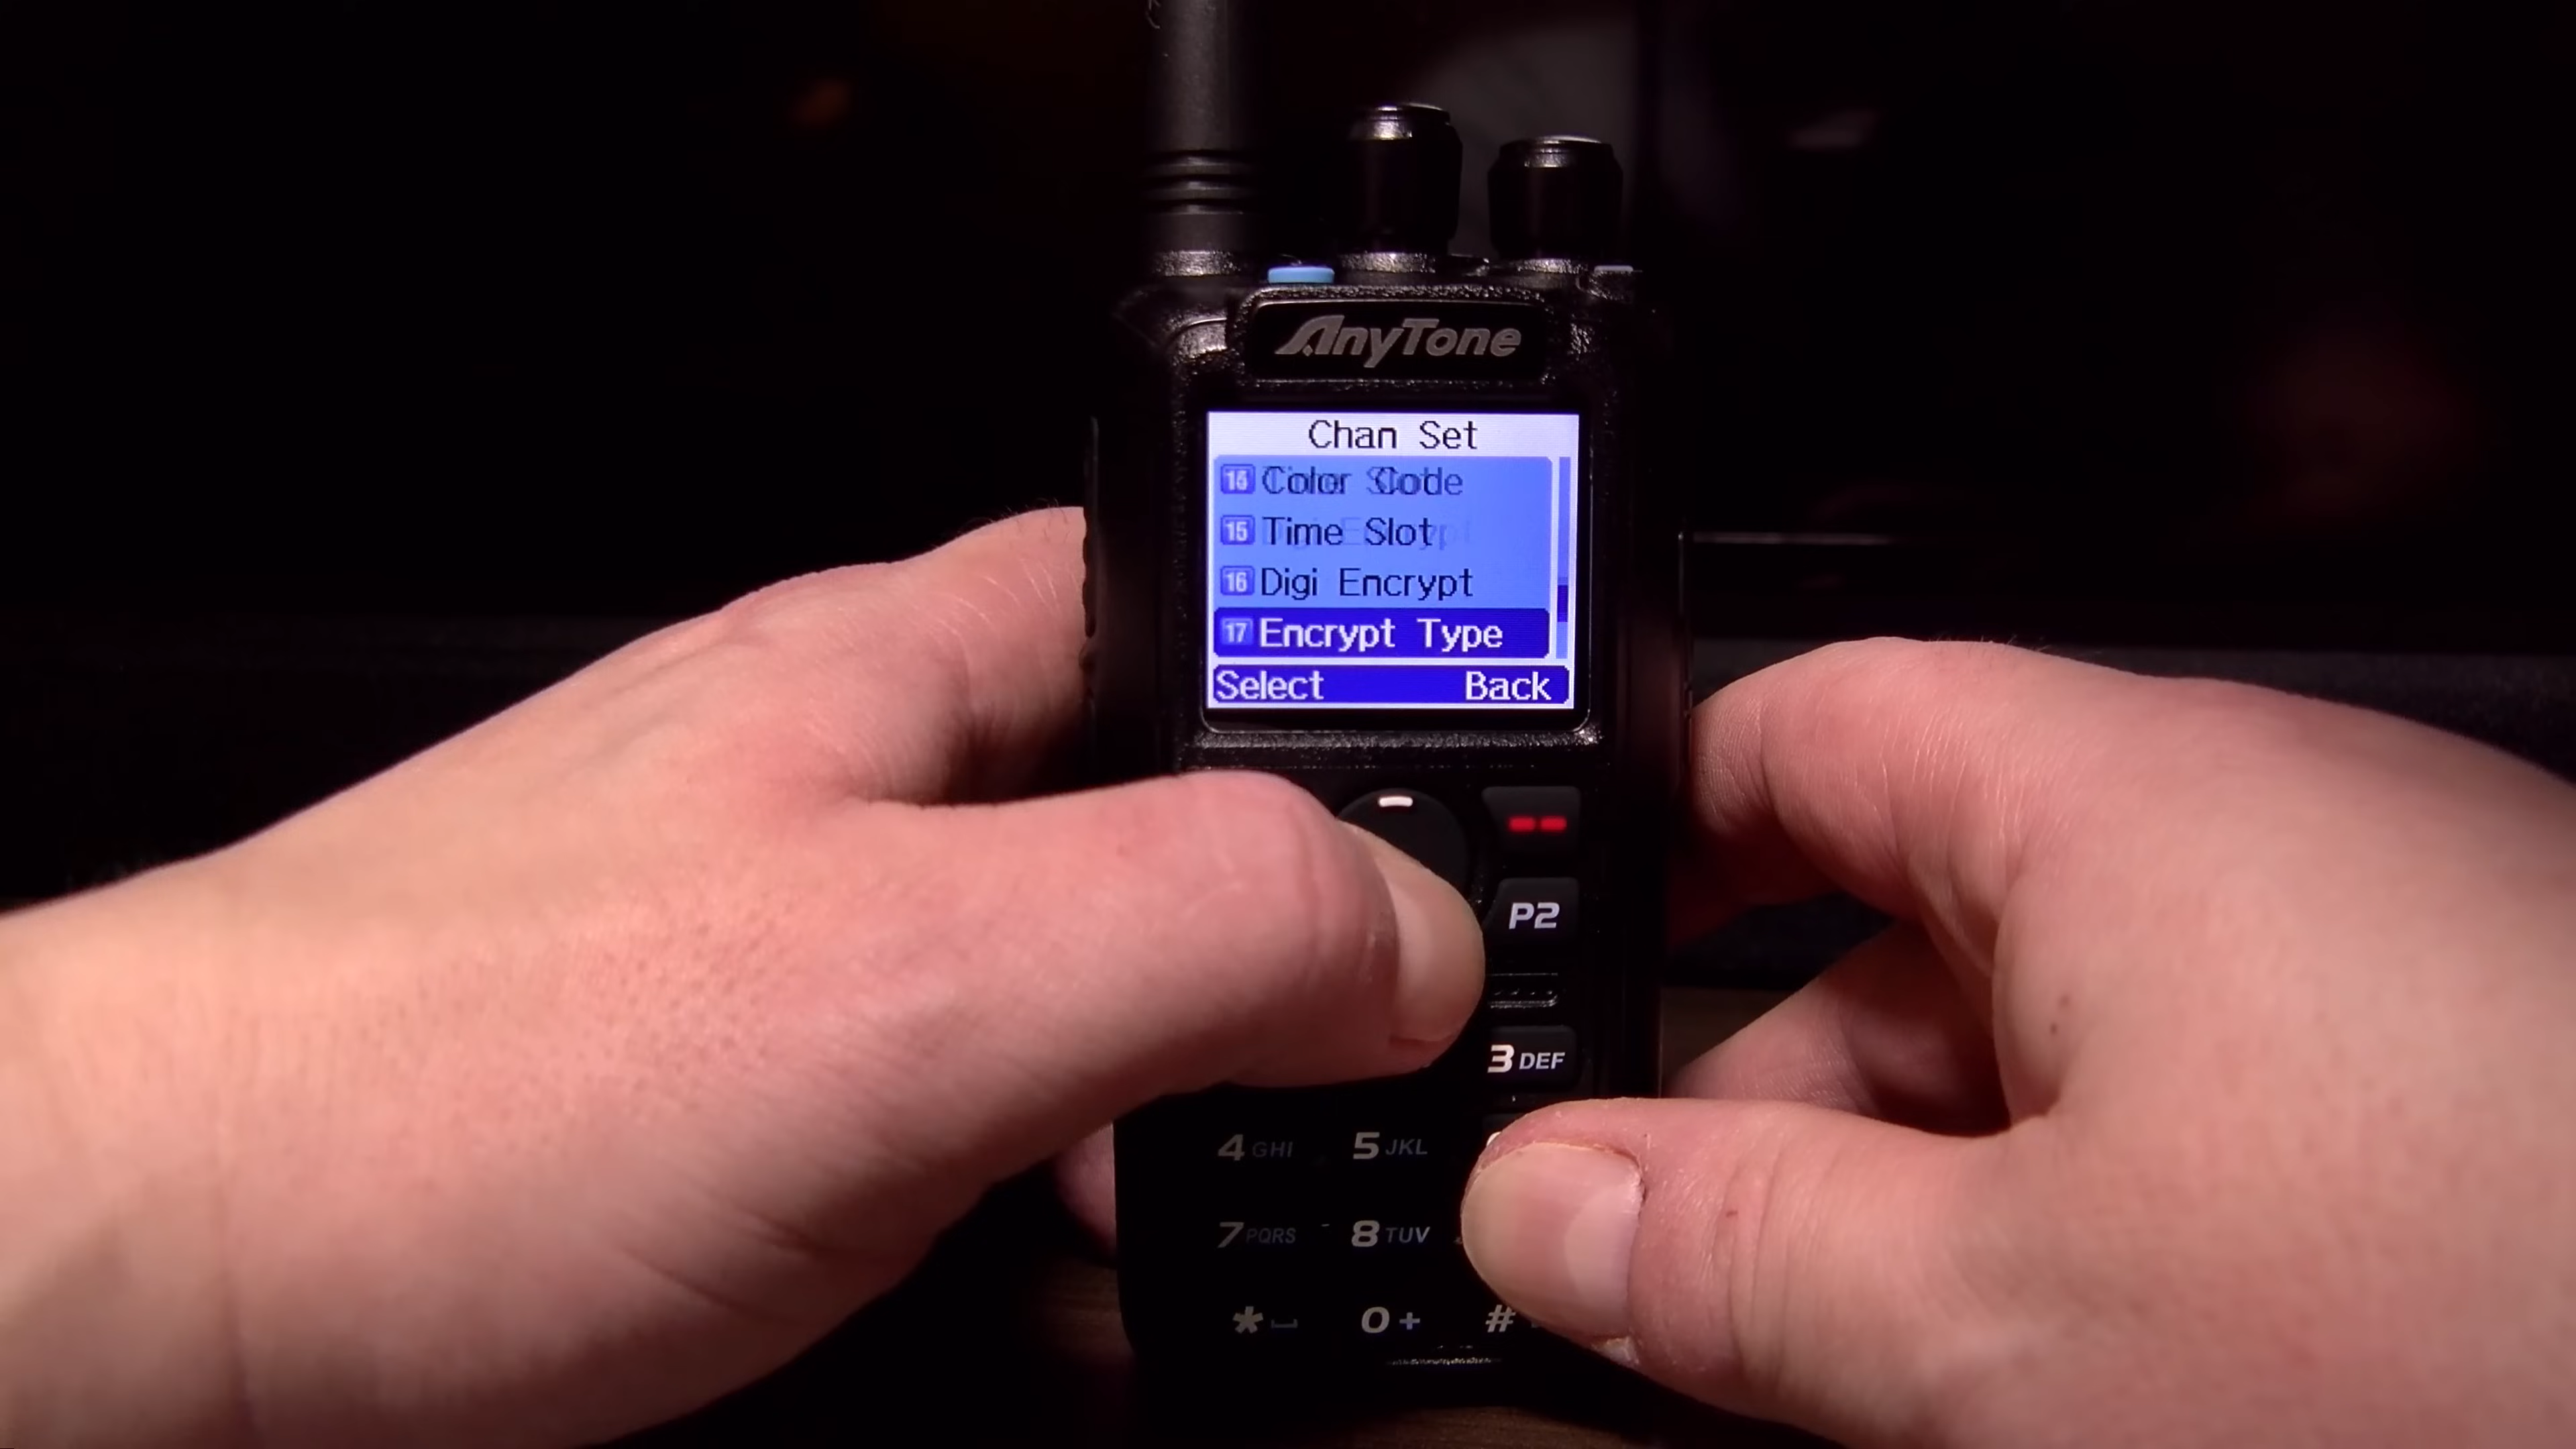 AnyTone
Chan Set
Color Code
15 Time Slot
16 Digi Encrypt
17 Encrypt Type
Select Back
P2
3 DEF
4 GHI 5 JKL
7 PQRS 8 TUV
* 0 + #